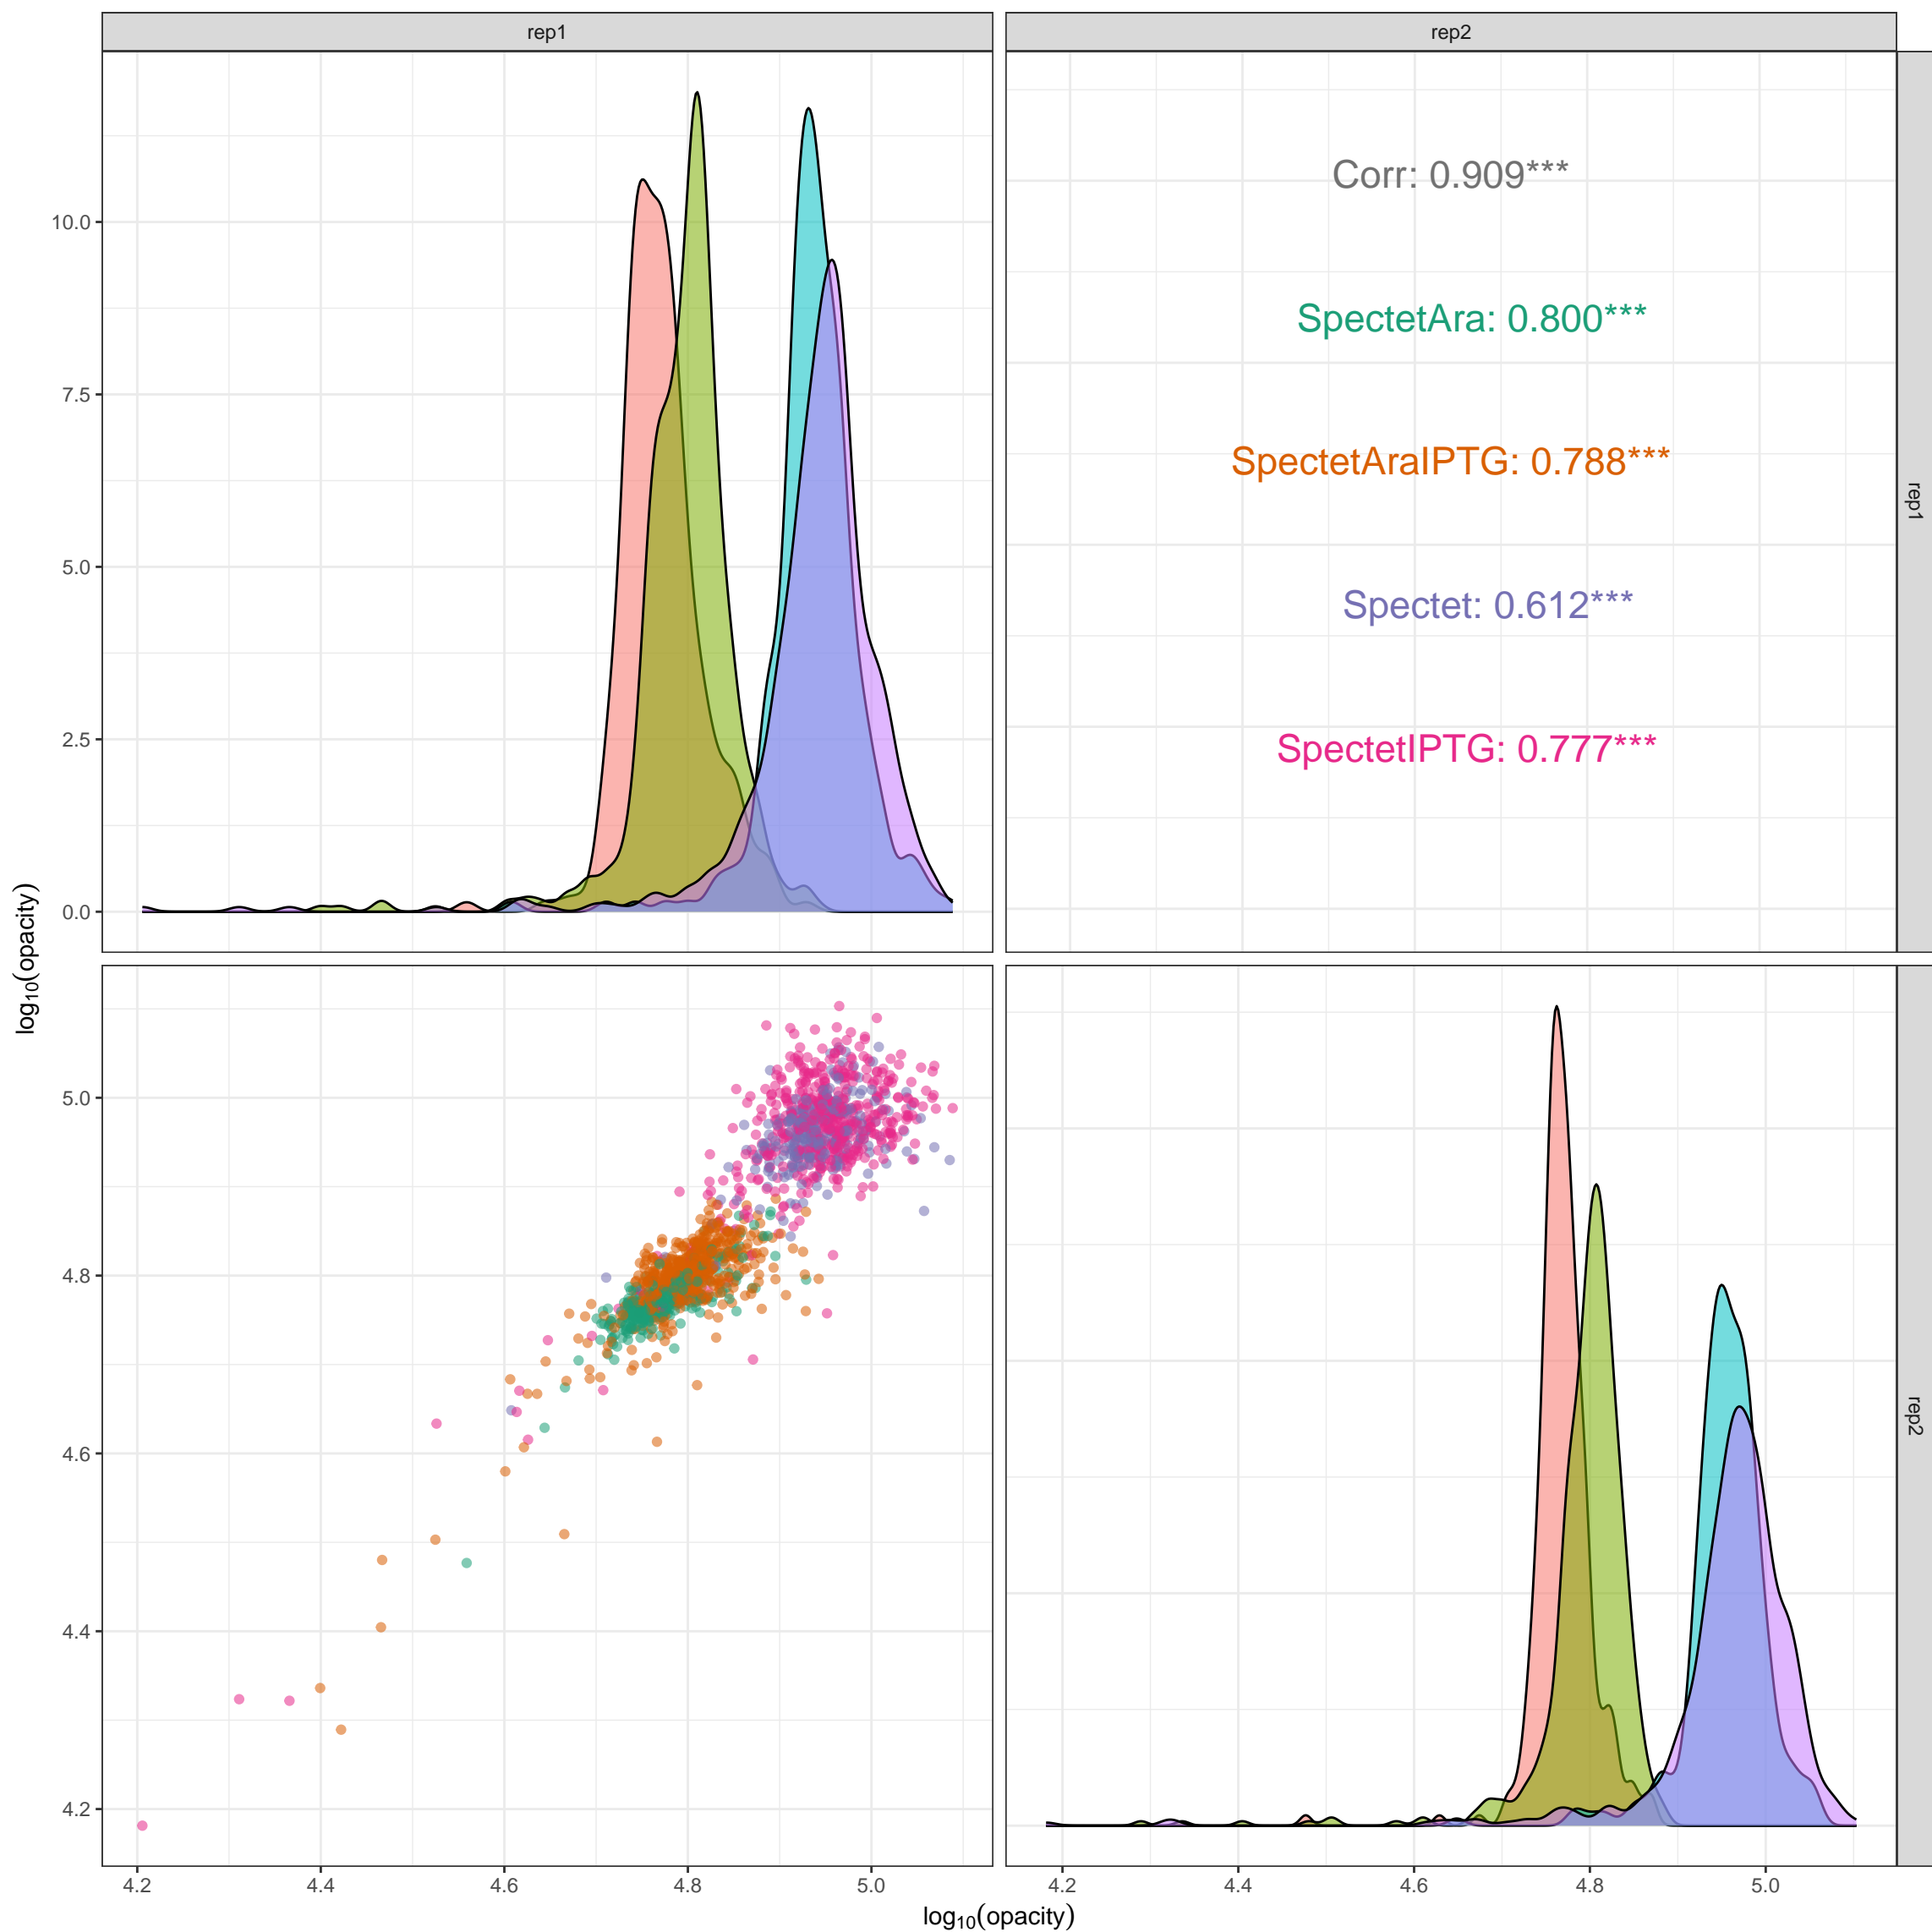 rep1
rep2
10.0
7.5
5.0
2.5
0.0
Corr: 0.909***
SpectetAra: 0.800***
SpectetAraIPTG: 0.788***
Spectet: 0.612***
SpectetIPTG: 0.777***
rep1
log₁₀(opacity)
5.0
4.8
4.6
4.4
4.2
rep2
4.2 4.4 4.6 4.8 5.0
4.2 4.4 4.6 4.8 5.0
log₁₀(opacity)